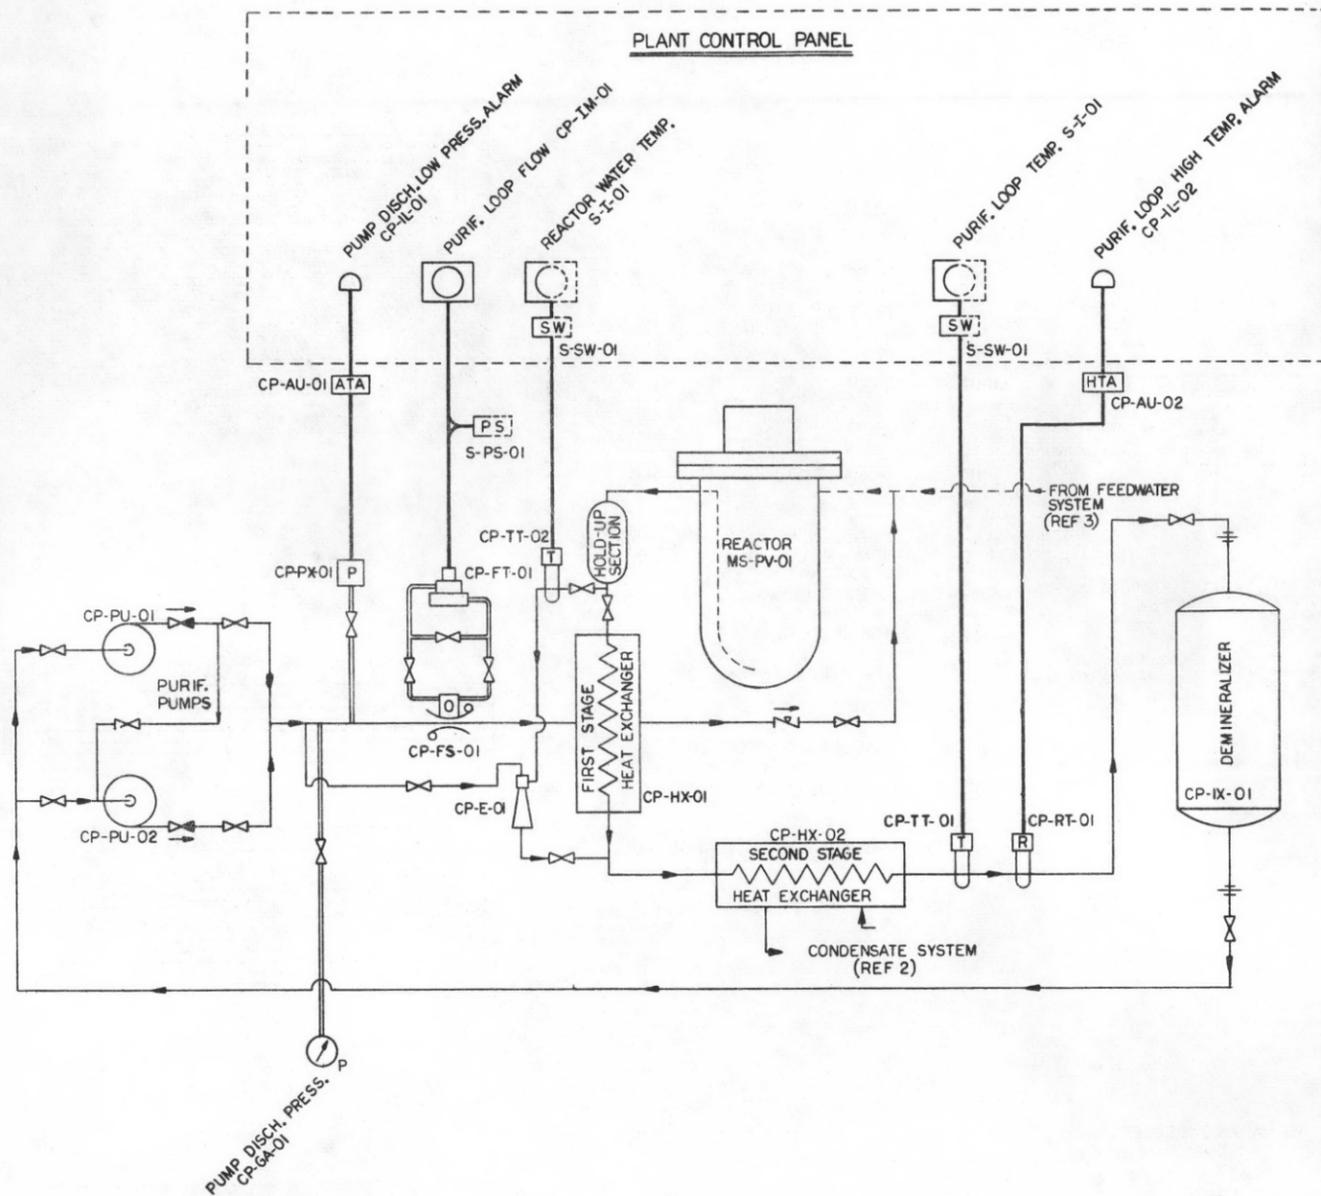 PLANT CONTROL PANEL
PUMP DISCH. LOW PRESS. ALARM
CP-IL-01
PURIF. LOOP FLOW CP-IM-01
REACTOR WATER TEMP.
S-I-01
PURIF. LOOP TEMP. S-I-01
PURIF. LOOP HIGH TEMP. ALARM
CP-IL-02
SW
S-SW-01
SW
S-SW-01
CP-AU-01
ATA
HTA
CP-AU-02
PS
S-PS-01
FROM FEEDWATER
SYSTEM
(REF 3)
HOLD-UP
SECTION
CP-TT-02
T
REACTOR
MS-PV-01
CP-PX-01
P
CP-FT-01
CP-PU-01
PURIF.
PUMPS
O
CP-FS-01
FIRST STAGE
HEAT EXCHANGER
DEMINERALIZER
CP-IX-01
CP-E-01
CP-HX-01
CP-PU-02
CP-HX-02
SECOND STAGE
HEAT EXCHANGER
CP-TT-01
T
CP-RT-01
R
CONDENSATE SYSTEM
(REF 2)
P
PUMP DISCH. PRESS.
CP-GA-01